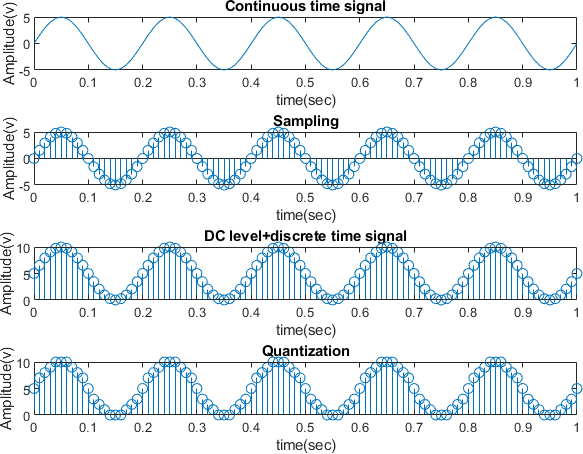 Continuous time signal
Amplitude(v)
5
0
-5
0 0.1 0.2 0.3 0.4 0.5 0.6 0.7 0.8 0.9 1
time(sec)
Sampling
Amplitude(v)
5
0
-5
0 0.1 0.2 0.3 0.4 0.5 0.6 0.7 0.8 0.9 1
time(sec)
DC level+discrete time signal
Amplitude(v)
10
5
0
0 0.1 0.2 0.3 0.4 0.5 0.6 0.7 0.8 0.9 1
time(sec)
Quantization
Amplitude(v)
10
5
0
0 0.1 0.2 0.3 0.4 0.5 0.6 0.7 0.8 0.9 1
time(sec)